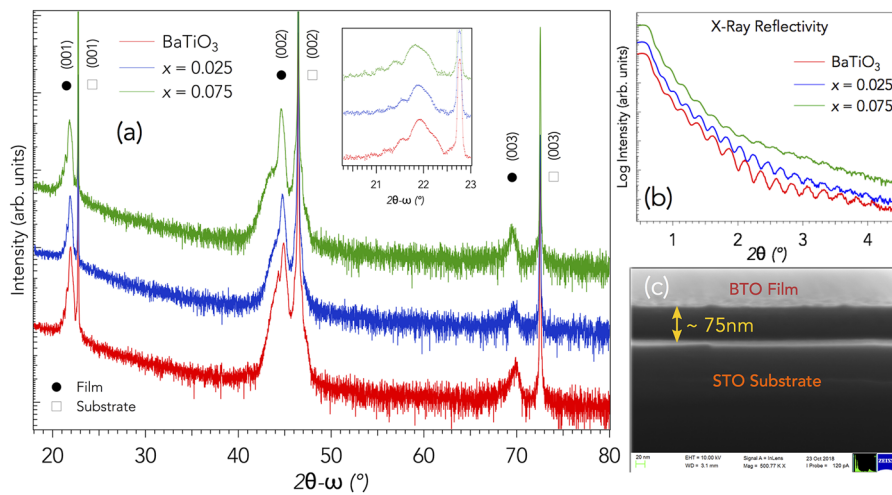 (001)
(001)
(002)
(002)
(003)
(003)
BaTiO3
x = 0.025
x = 0.075
(a)
Intensity (arb. units)
Film
Substrate
20 30 40 50 60 70 80
2θ-ω (°)
21 22 23
2θ-ω (°)
X-Ray Reflectivity
BaTiO3
x = 0.025
x = 0.075
(b)
Log Intensity (arb. units)
1 2 3 4
2θ (°)
(c)
BTO Film
~ 75nm
STO Substrate
20 nm
EHT = 10.00 kV
WD = 3.1 mm
Signal A = InLens
Mag = 500.77 K X
23 Oct 2018
I Probe = 120 pA
ZEISS